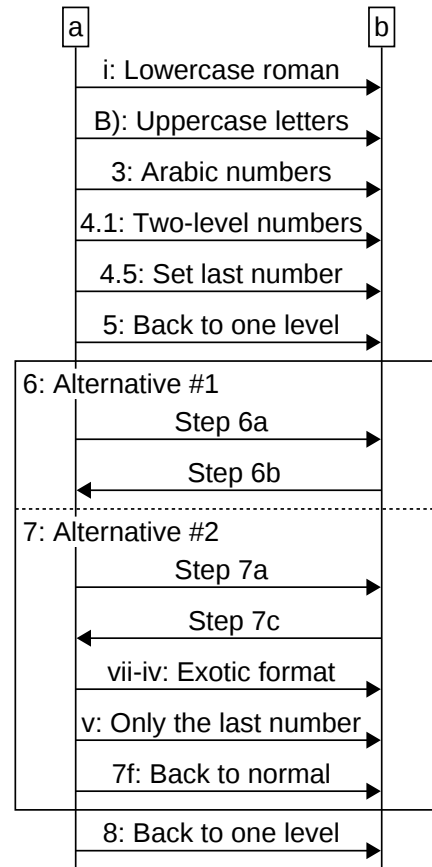 a b
i: Lowercase roman
B): Uppercase letters
3: Arabic numbers
4.1: Two-level numbers
4.5: Set last number
5: Back to one level
6: Alternative #1
Step 6a
Step 6b
7: Alternative #2
Step 7a
Step 7c
vii-iv: Exotic format
v: Only the last number
7f: Back to normal
8: Back to one level